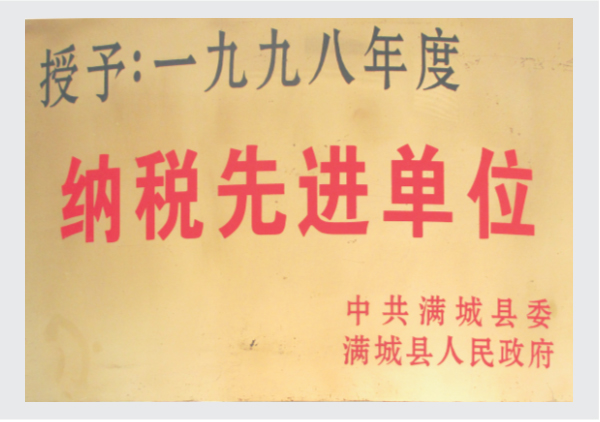 授予:一九九八年度
纳税先进单位
中共满城县委
满城县人民政府